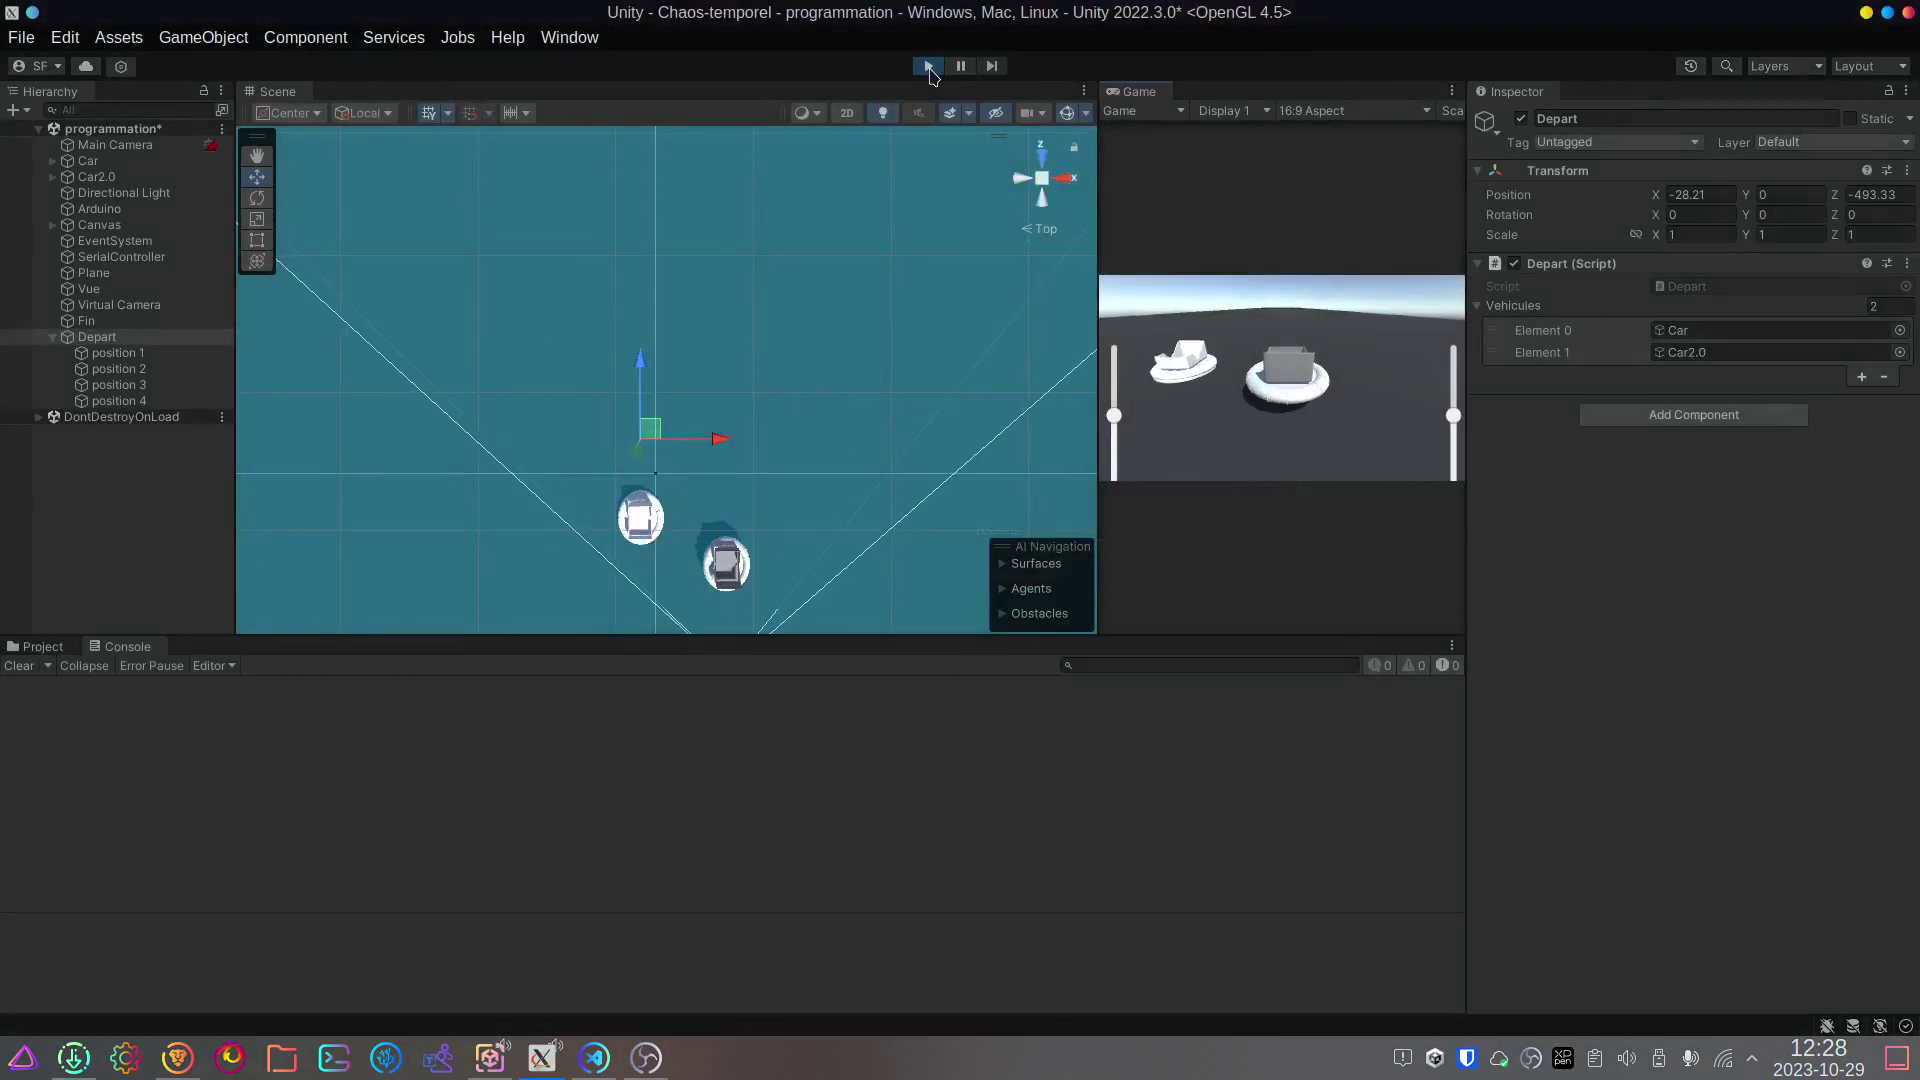 Unity - Chaos-temporel - programmation - Windows, Mac, Linux - Unity 2022.3.0* <OpenGL 4.5>
File Edit Assets GameObject Component Services Jobs Help Window
SF
Layers Layout
Hierarchy
All
programmation*
Main Camera
Car
Car2.0
Directional Light
Arduino
Canvas
EventSystem
SerialController
Plane
Vue
Virtual Camera
Fin
Depart
position 1
position 2
position 3
position 4
DontDestroyOnLoad
Scene
Center Local 2D
z
x
< Top
AI Navigation
Surfaces
Agents
Obstacles
Game
Game Display 1 16:9 Aspect Sca
Inspector
Depart Static
Tag Untagged Layer Default
Transform
Position X -28.21 Y 0 Z -493.33
Rotation X 0 Y 0 Z 0
Scale X 1 Y 1 Z 1
Depart (Script)
Script Depart
Vehicules 2
Element 0 Car
Element 1 Car2.0
+ -
Add Component
Project Console
Clear Collapse Error Pause Editor
0 0 0
XP PEN
12:28
2023-10-29